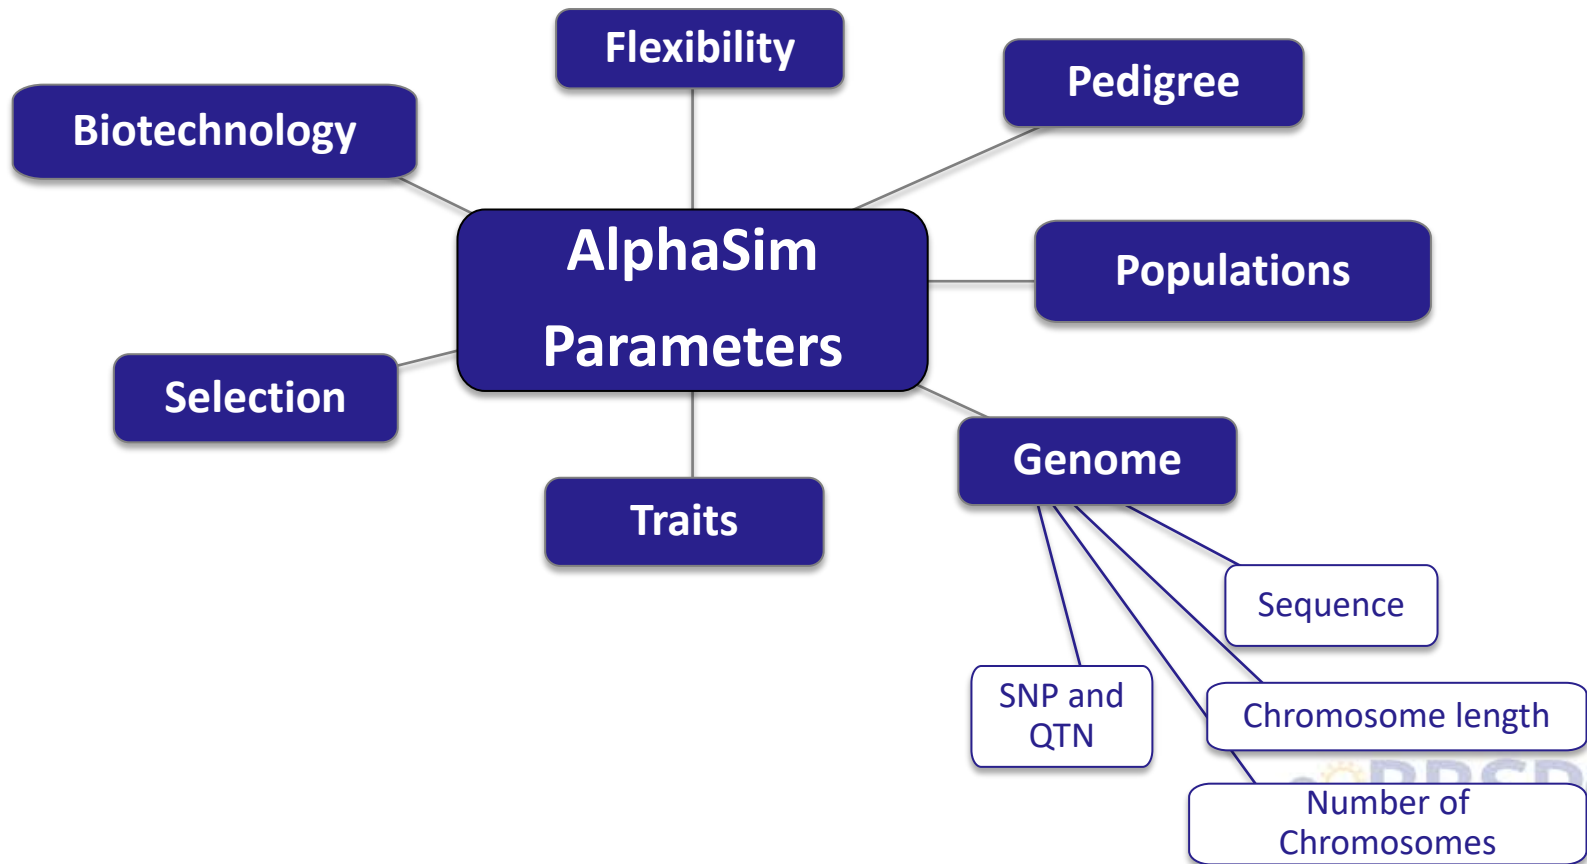 Flexibility
Pedigree
Biotechnology
AlphaSim
Parameters
Populations
Selection
Genome
Traits
Sequence
SNP and
QTN
Chromosome length
Number of
Chromosomes